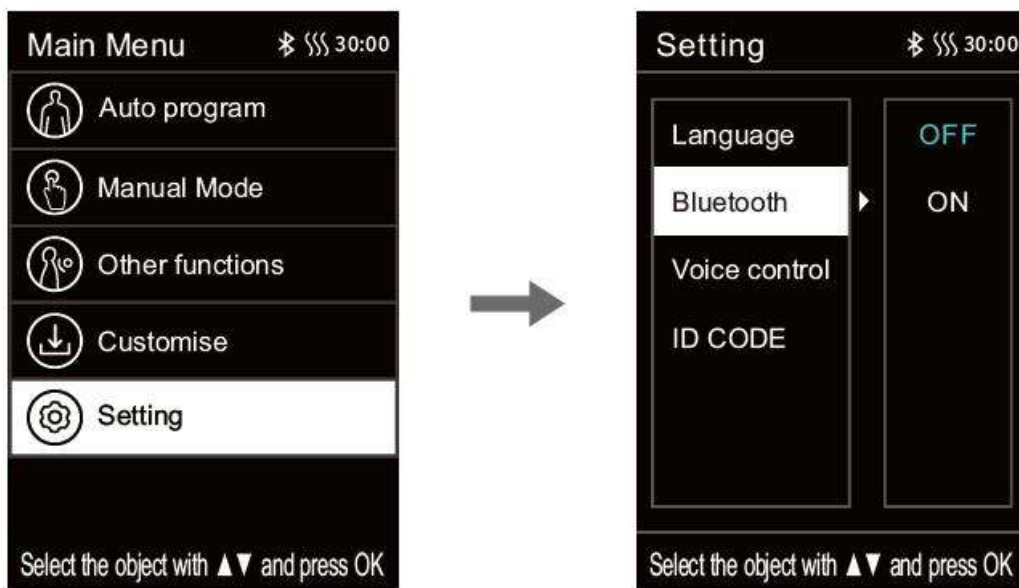 Main Menu 30:00
Auto program
Manual Mode
Other functions
Customise
Setting
Select the object with ▲▼ and press OK
Setting 30:00
Language
Bluetooth
Voice control
ID CODE
OFF
ON
Select the object with ▲▼ and press OK